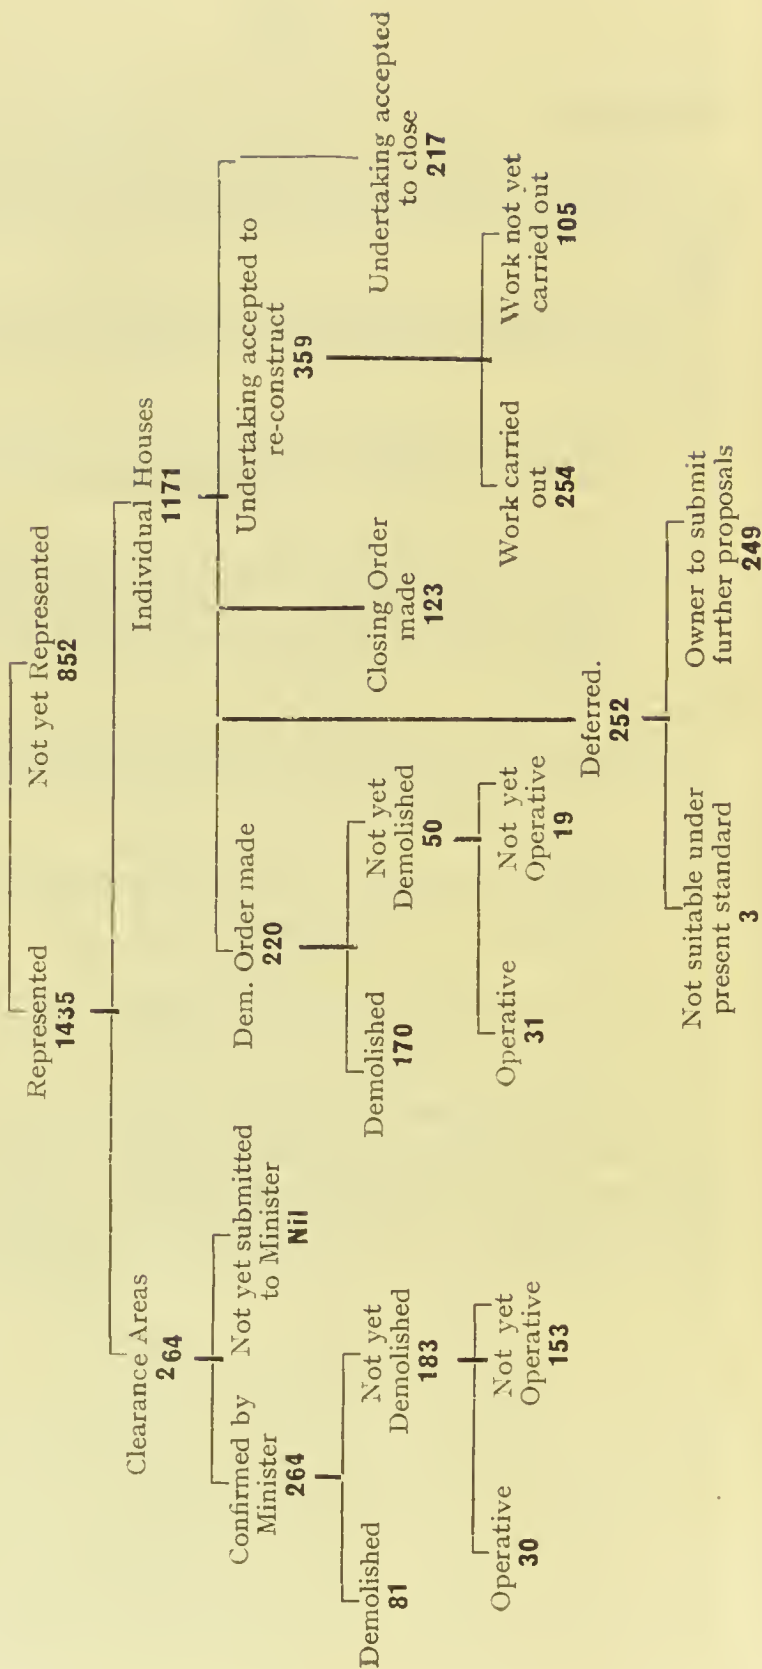 Represented
1435
Not yet Represented
852
Clearance Areas
264
Individual Houses
1171
Confirmed by
Minister
264
Not yet submitted
to Minister
Nil
Dem. Order made
220
Closing Order
made
123
Undertaking accepted to
re-construct
359
Undertaking accepted
to close
217
Demolished
81
Not yet
Demolished
183
Demolished
170
Not yet
Demolished
50
Work carried
out
254
Work not yet
carried out
105
Operative
30
Not yet
Operative
153
Operative
31
Not yet
Operative
19
Deferred.
252
Not suitable under
present standard
3
Owner to submit
further proposals
249